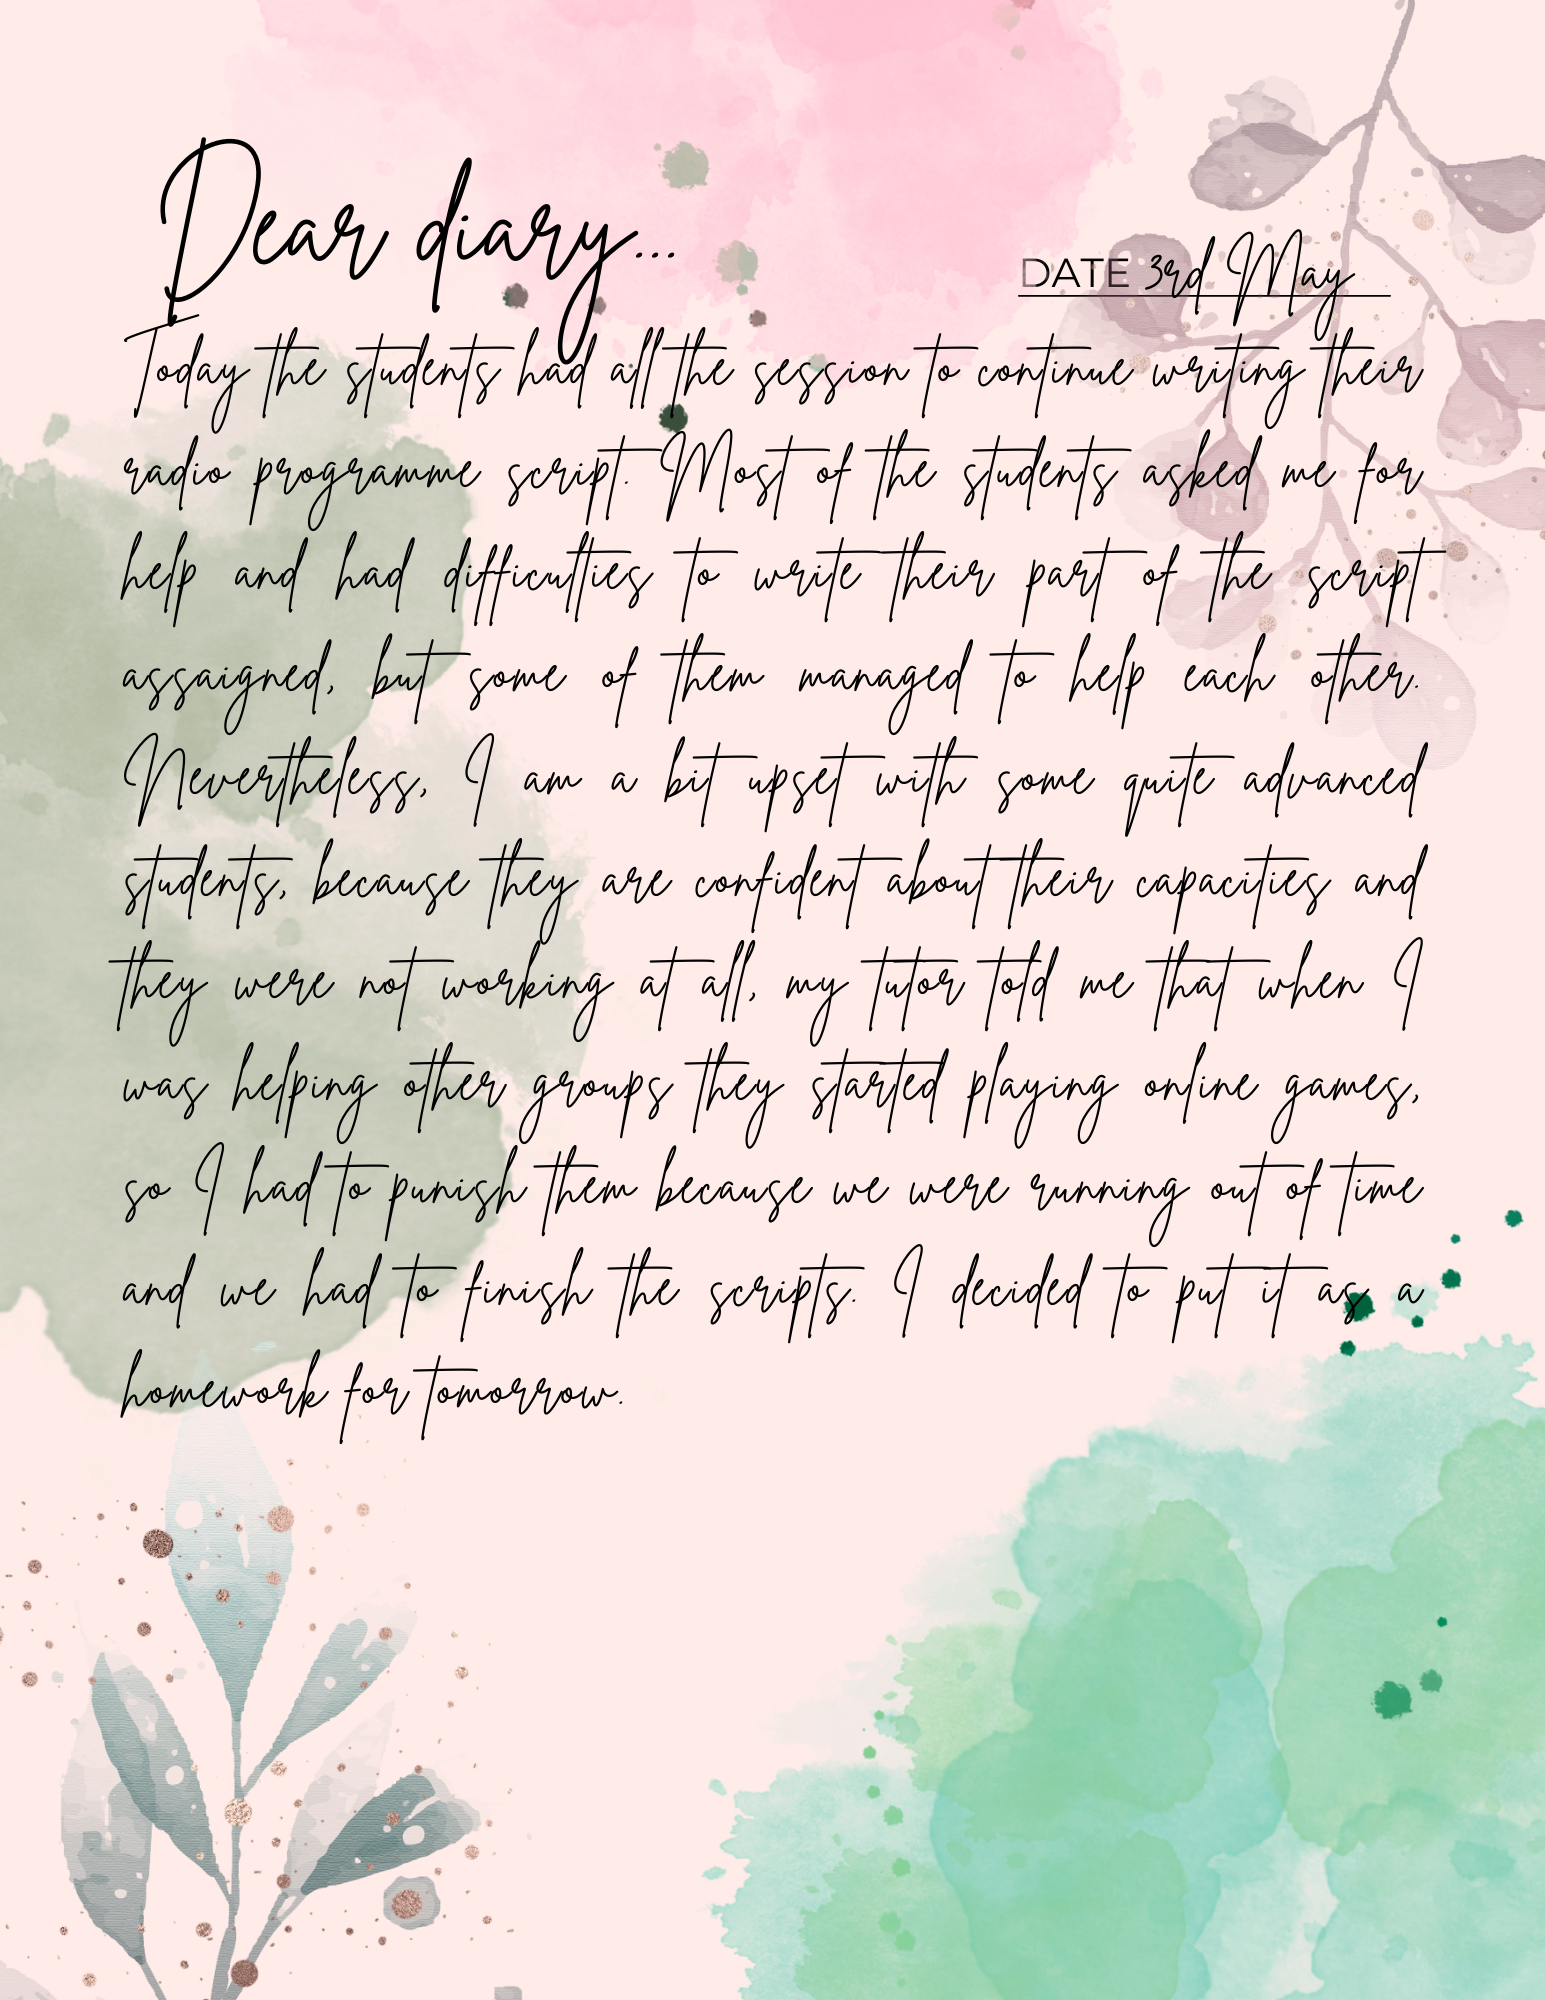 Dear diary...
DATE 3rd May
Today the students had all the session to continue writing their
radio programme script. Most of the students asked me for
help and had difficulties to write their part of the script
assaigned, but some of them managed to help each other.
Nevertheless, I am a bit upset with some quite advanced
students, because they are confident about their capacities and
they were not working at all, my tutor told me that when I
was helping other groups they started playing online games,
so I had to punish them because we were running out of time
and we had to finish the scripts. I decided to put it as a
homework for tomorrow.